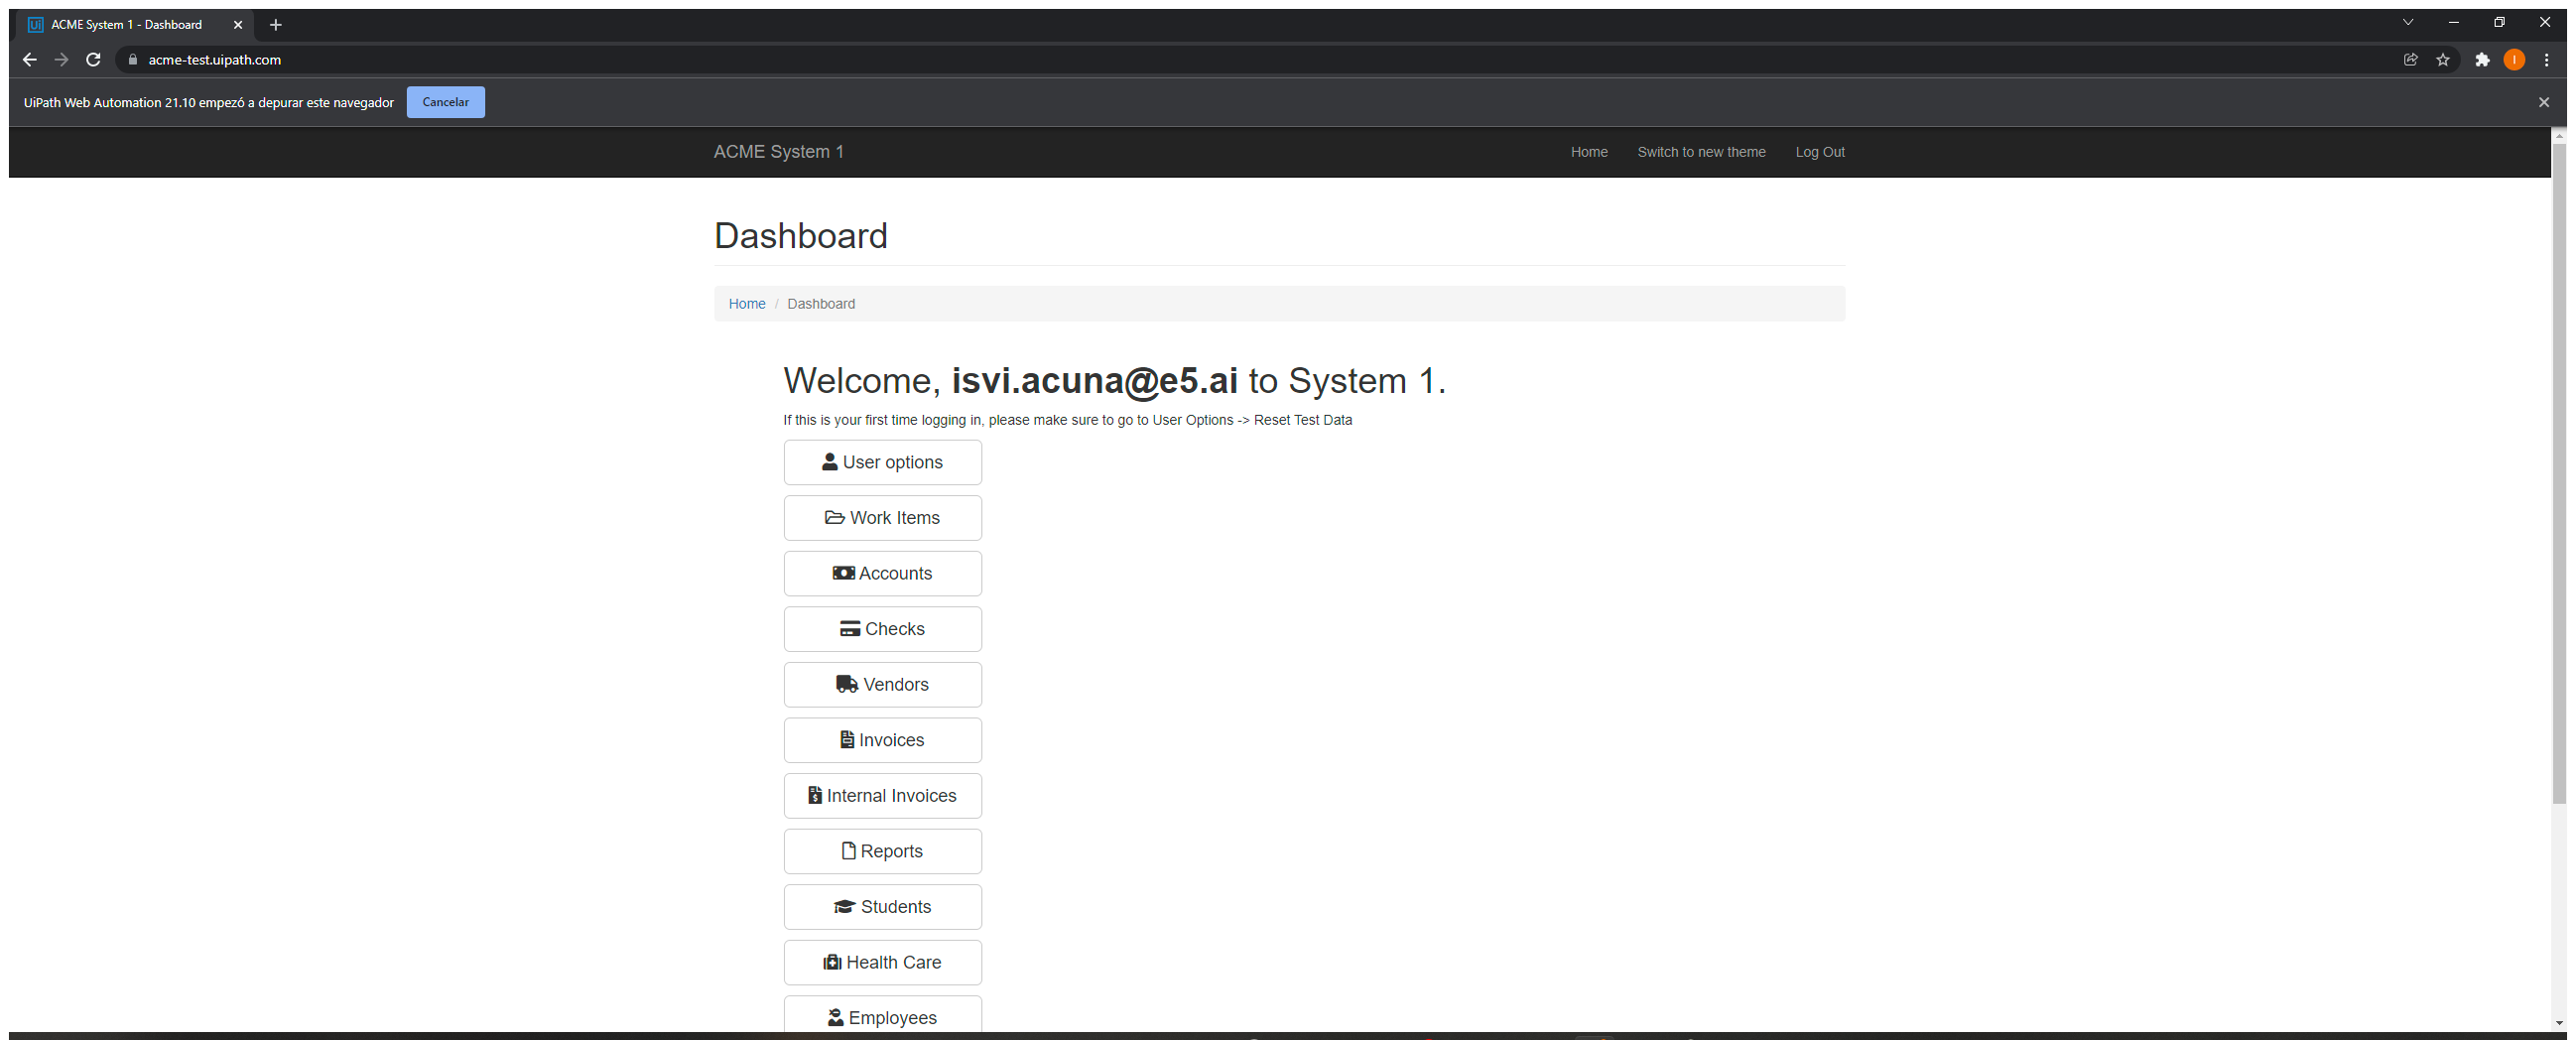 ACME System 1 - Dashboard
acme-test.uipath.com
I
UiPath Web Automation 21.10 empezó a depurar este navegador
Cancelar
ACME System 1
Home
Switch to new theme
Log Out
Dashboard
Home / Dashboard
Welcome, isvi.acuna@e5.ai to System 1.
If this is your first time logging in, please make sure to go to User Options -> Reset Test Data
User options
Work Items
Accounts
Checks
Vendors
Invoices
Internal Invoices
Reports
Students
Health Care
Employees